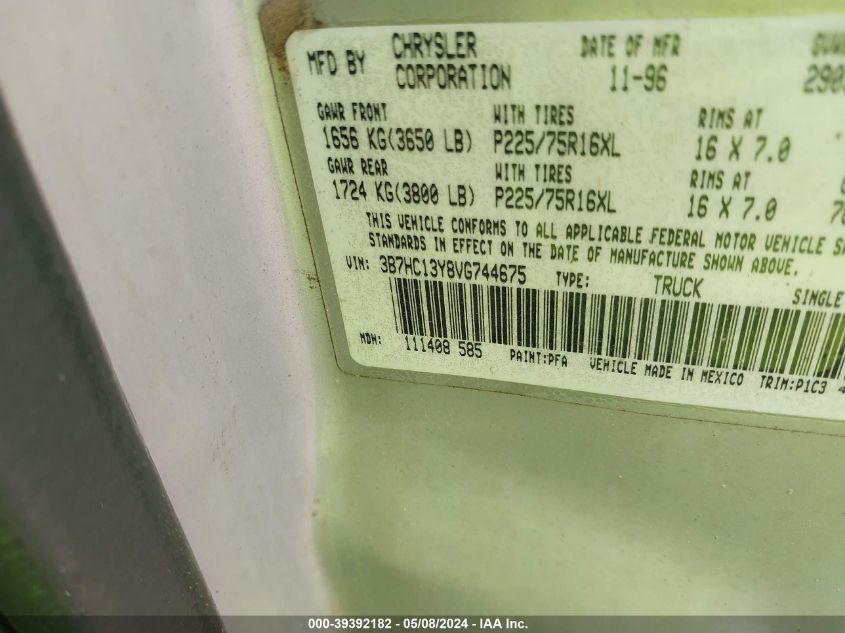 MFD BY CHRYSLER CORPORATION DATE OF MFR 11-96
GAWR FRONT WITH TIRES RIMS AT
1656 KG(3650 LB) P225/75R16XL 16 X 7.0
GAWR REAR WITH TIRES RIMS AT
1724 KG(3800 LB) P225/75R16XL 16 X 7.0
THIS VEHICLE CONFORMS TO ALL APPLICABLE FEDERAL MOTOR VEHICLE
STANDARDS IN EFFECT ON THE DATE OF MANUFACTURE SHOWN ABOVE.
VIN: 3B7HC13Y8VG744675 TYPE: TRUCK SINGLE
MDH: 111408 585 PAINT:PFA VEHICLE MADE IN MEXICO TRIM:P1C3
000-39392182 - 05/08/2024 - IAA Inc.